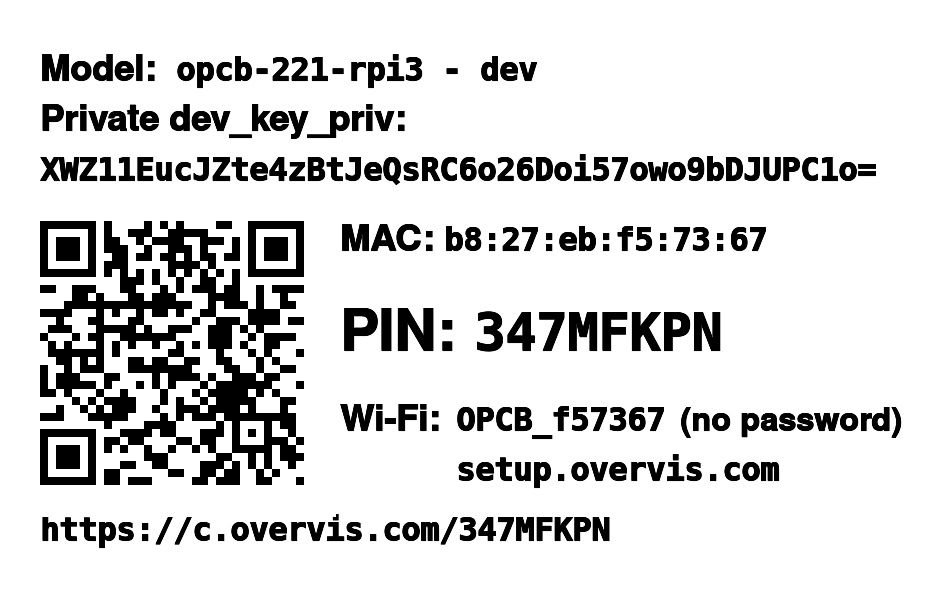 Model: opcb-221-rpi3 - dev
Private dev_key_priv:
XWZ11EucJZte4zBtJeQsRC6o26Doi57owo9bDJUPC1o=
MAC: b8:27:eb:f5:73:67
PIN: 347MFKPN
Wi-Fi: OPCB_f57367 (no password)
setup.overvis.com
https://c.overvis.com/347MFKPN